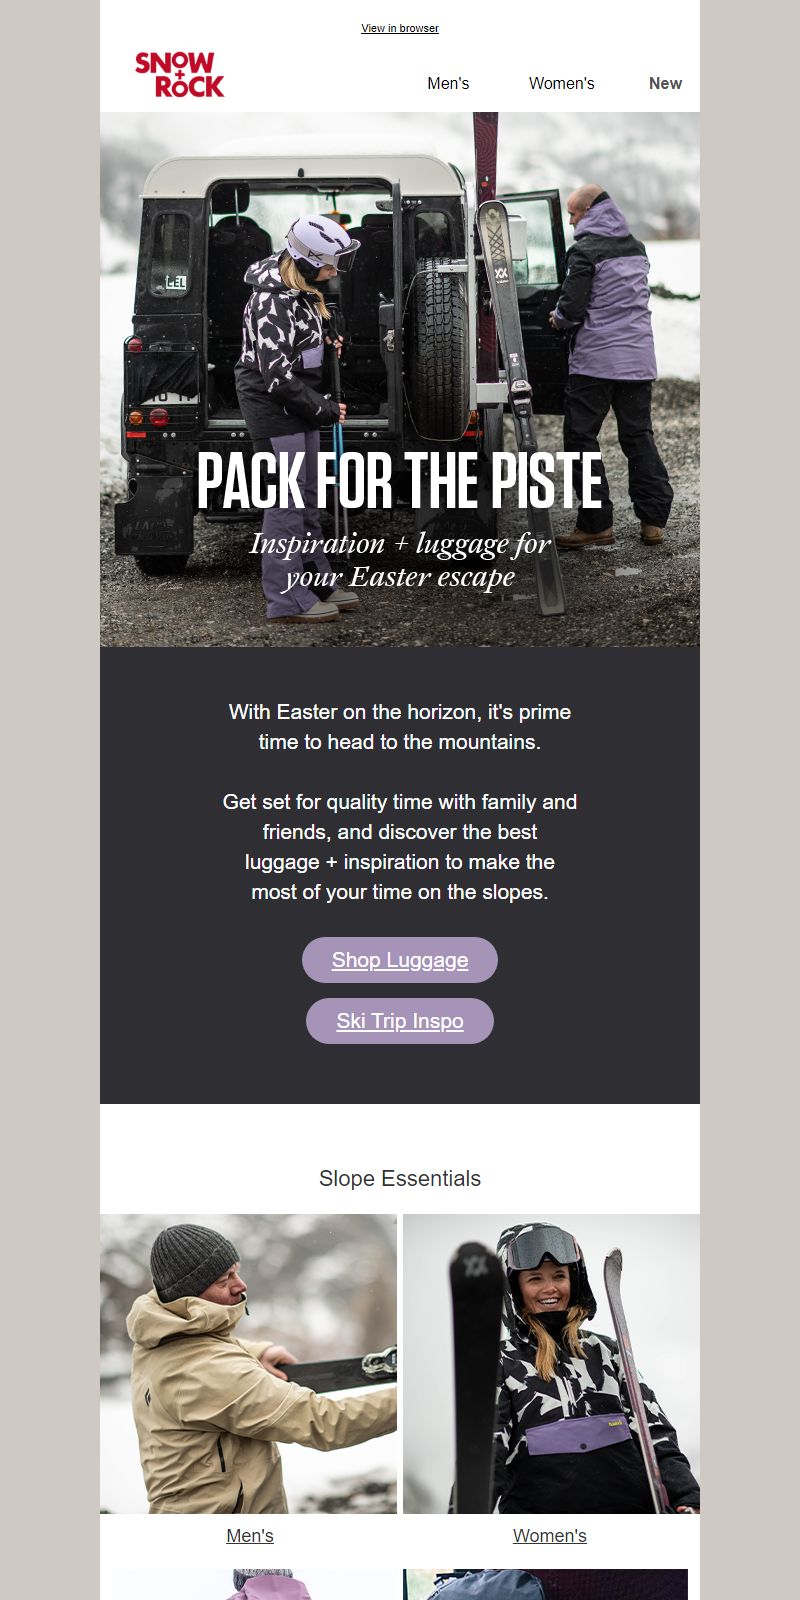 View in browser
SNOW
+
ROCK
Men's
Women's
New
LEL
PACK FOR THE PISTE
Inspiration + luggage for
your Easter escape
With Easter on the horizon, it's prime
time to head to the mountains.
Get set for quality time with family and
friends, and discover the best
luggage + inspiration to make the
most of your time on the slopes.
Shop Luggage
Ski Trip Inspo
Slope Essentials
Men's
Women's